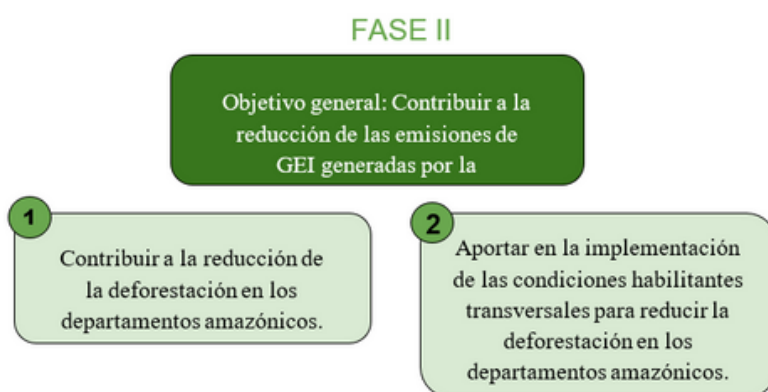 FASE II
Objetivo general: Contribuir a la
reducción de las emisiones de
GEI generadas por la
1
Contribuir a la reducción de
la deforestación en los
departamentos amazónicos.
2
Aportar en la implementación
de las condiciones habilitantes
transversales para reducir la
deforestación en los
departamentos amazónicos.